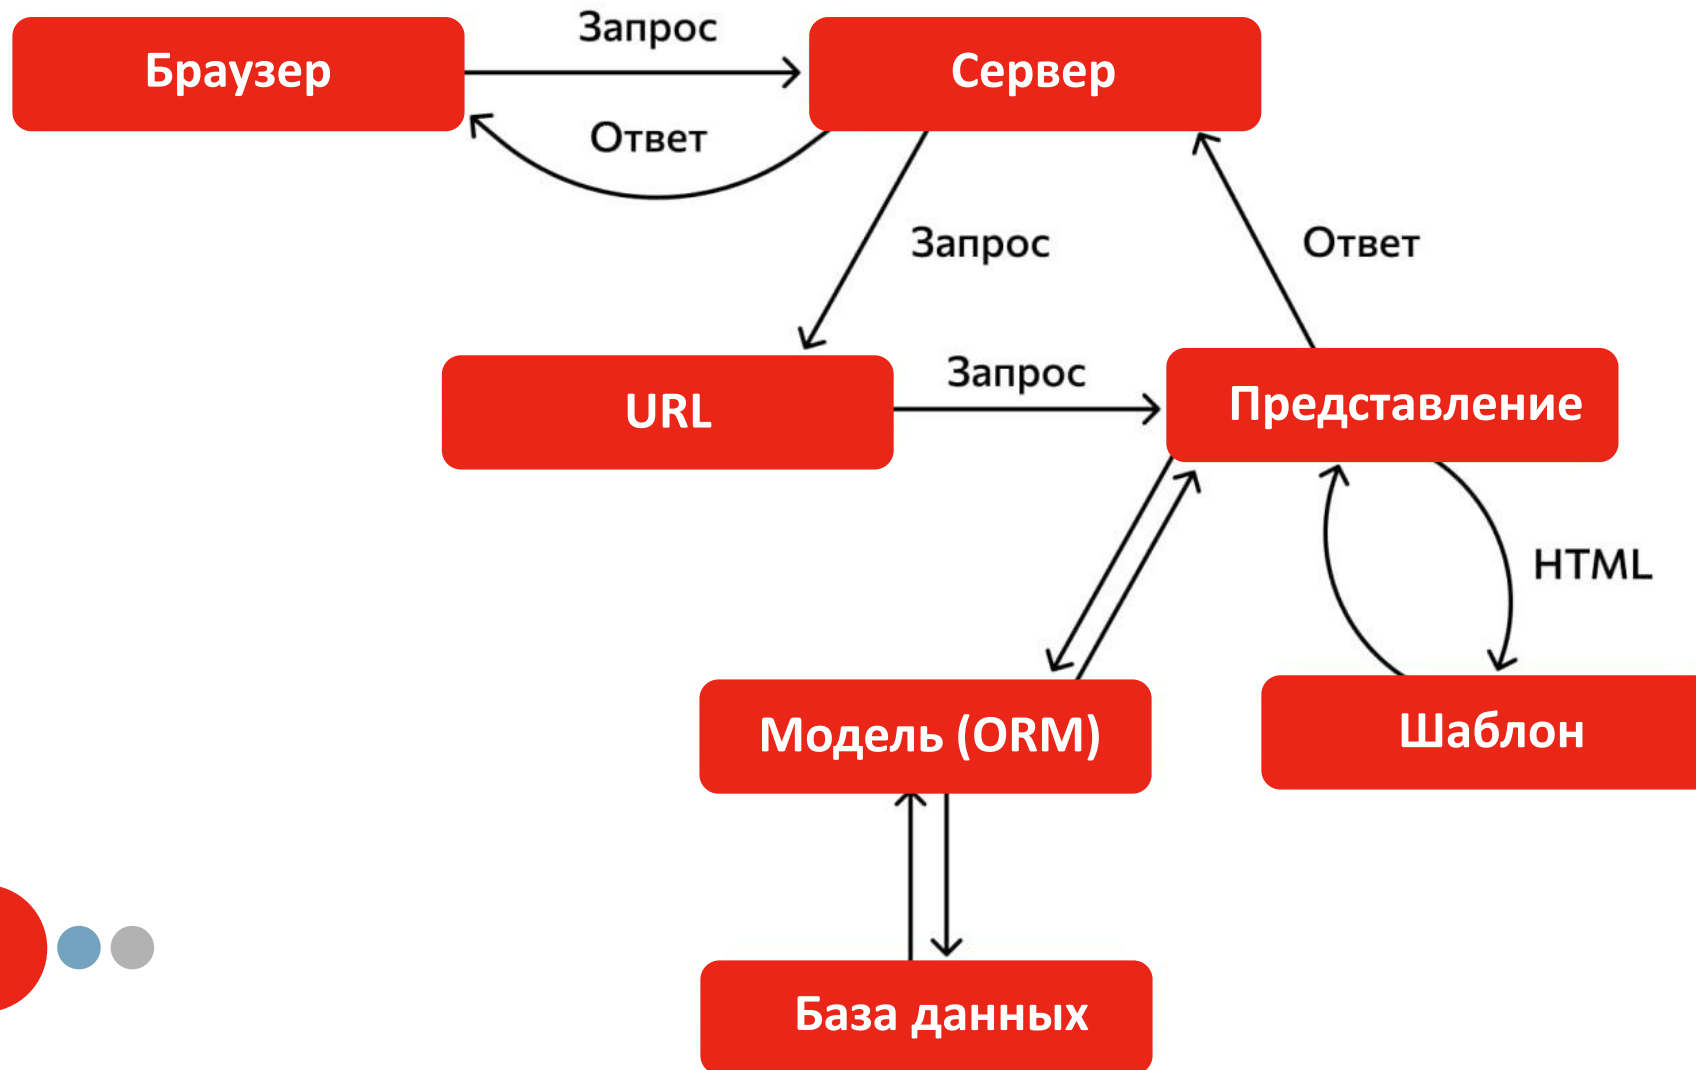 Запрос
Браузер
Сервер
Ответ
Запрос
Ответ
Запрос
URL
Представление
HTML
Модель (ORM)
Шаблон
База данных